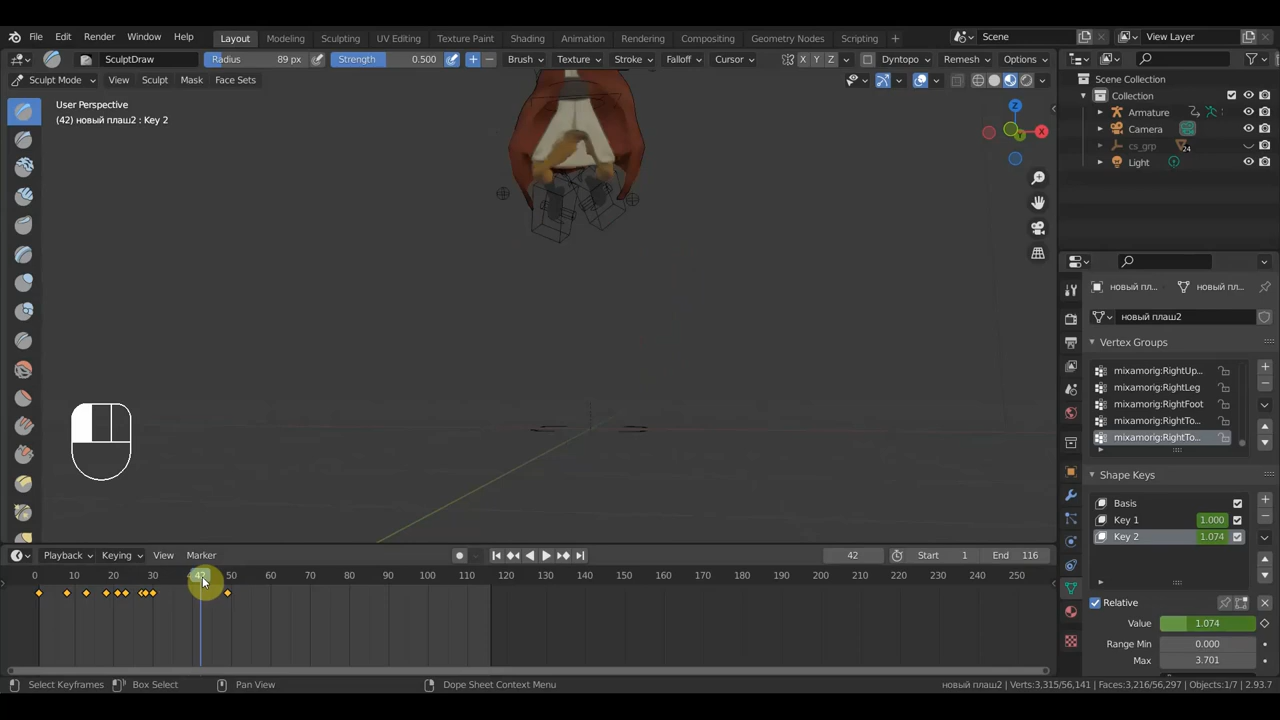 File Edit Render Window Help Layout Modeling Sculpting UV Editing Texture Paint Shading Animation Rendering Compositing Geometry Nodes Scripting + Scene View Layer
SculptDraw Radius 89 px Strength 0.500 + − Brush Texture Stroke Falloff Cursor X Y Z Dyntopo Remesh Options
Sculpt Mode View Sculpt Mask Face Sets
User Perspective
(42) новый плаш2 : Key 2
Z
X
Y
Scene Collection
Collection
Armature
Camera
cs_grp 24
Light
новый пл... новый пл...
новый плаш2
Vertex Groups
mixamorig:RightUp...
mixamorig:RightLeg
mixamorig:RightFoot
mixamorig:RightTo...
mixamorig:RightTo...
Shape Keys
Basis
Key 1 1.000
Key 2 1.074
Relative
Value 1.074
Range Min 0.000
Max 3.701
Playback Keying View Marker 42 Start 1 End 116
0 10 20 30 42 50 60 70 80 90 100 110 120 130 140 150 160 170 180 190 200 210 220 230 240 250
Select Keyframes Box Select Pan View Dope Sheet Context Menu новый плаш2 | Verts:3,315/56,141 | Faces:3,216/56,297 | Objects:1/7 | 2.93.7